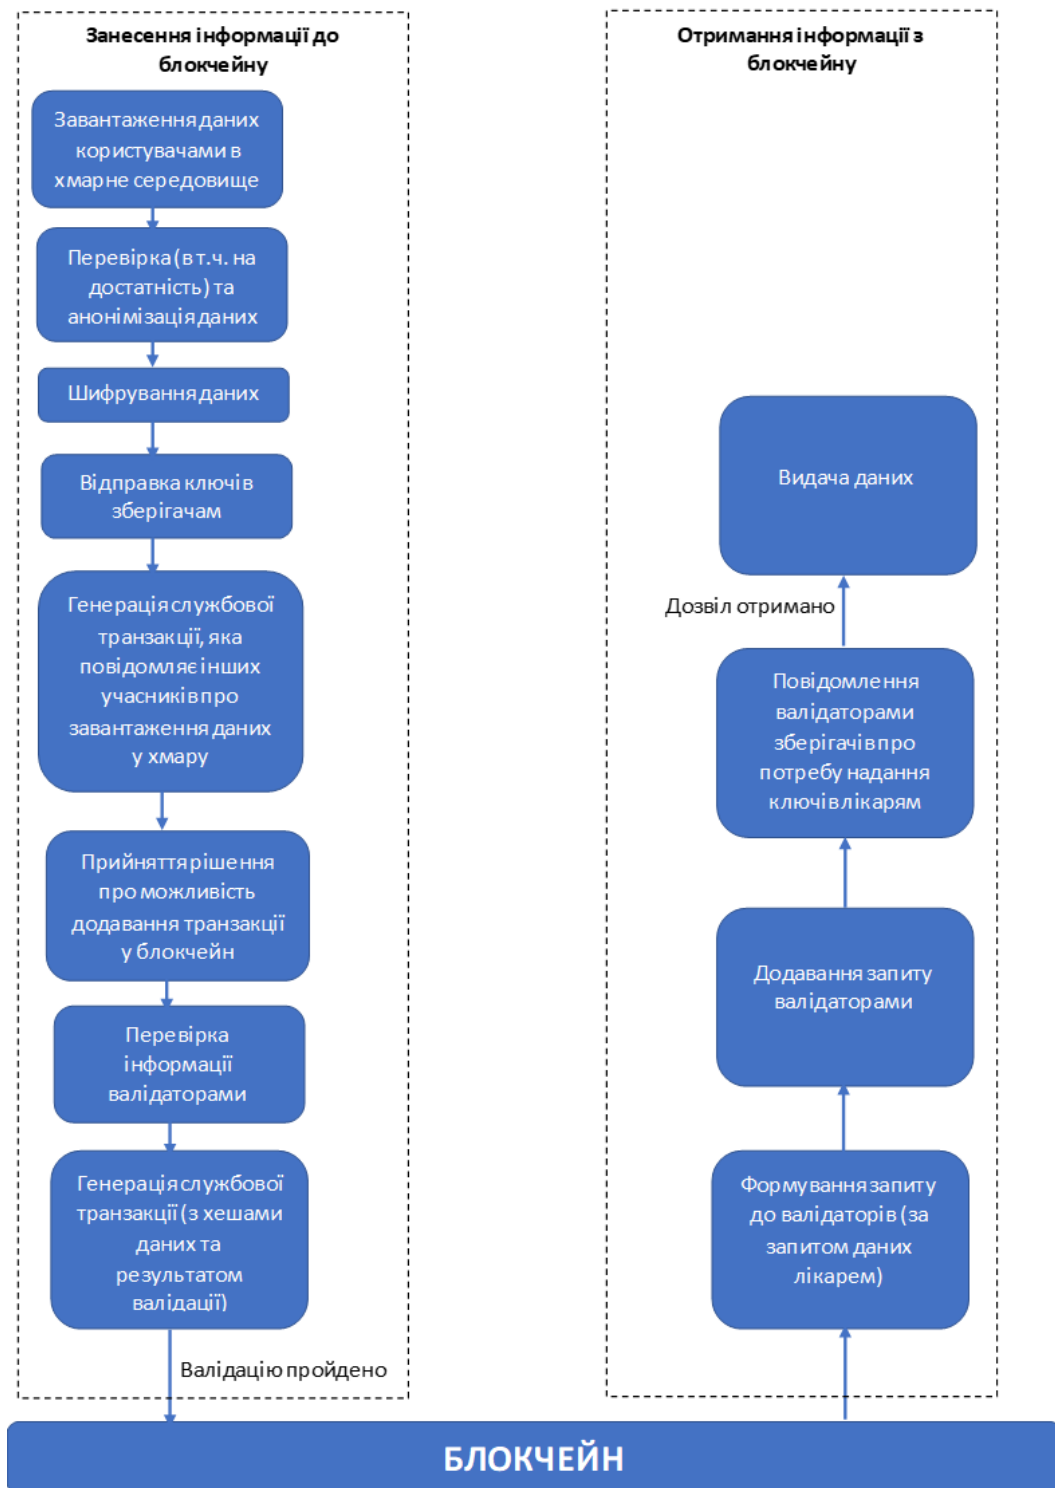 Занесення інформації до
блокчейну
Завантаження даних
користувачами в
хмарне середовище
Перевірка (в т.ч. на
достатність) та
анонімізація даних
Шифрування даних
Відправка ключів
зберігачам
Генерація службової
транзакції, яка
повідомляє інших
учасників про
завантаження даних
у хмару
Прийняття рішення
про можливість
додавання транзакції
у блокчейн
Перевірка
інформації
валідаторами
Генерація службової
транзакції (з хешами
даних та
результатом
валідації)
Валідацію пройдено
Отримання інформації з
блокчейну
Видача даних
Дозвіл отримано
Повідомлення
валідаторами
зберігачів про
потребу надання
ключів лікарям
Додавання запиту
валідаторами
Формування запиту
до валідаторів (за
запитом даних
лікарем)
БЛОКЧЕЙН